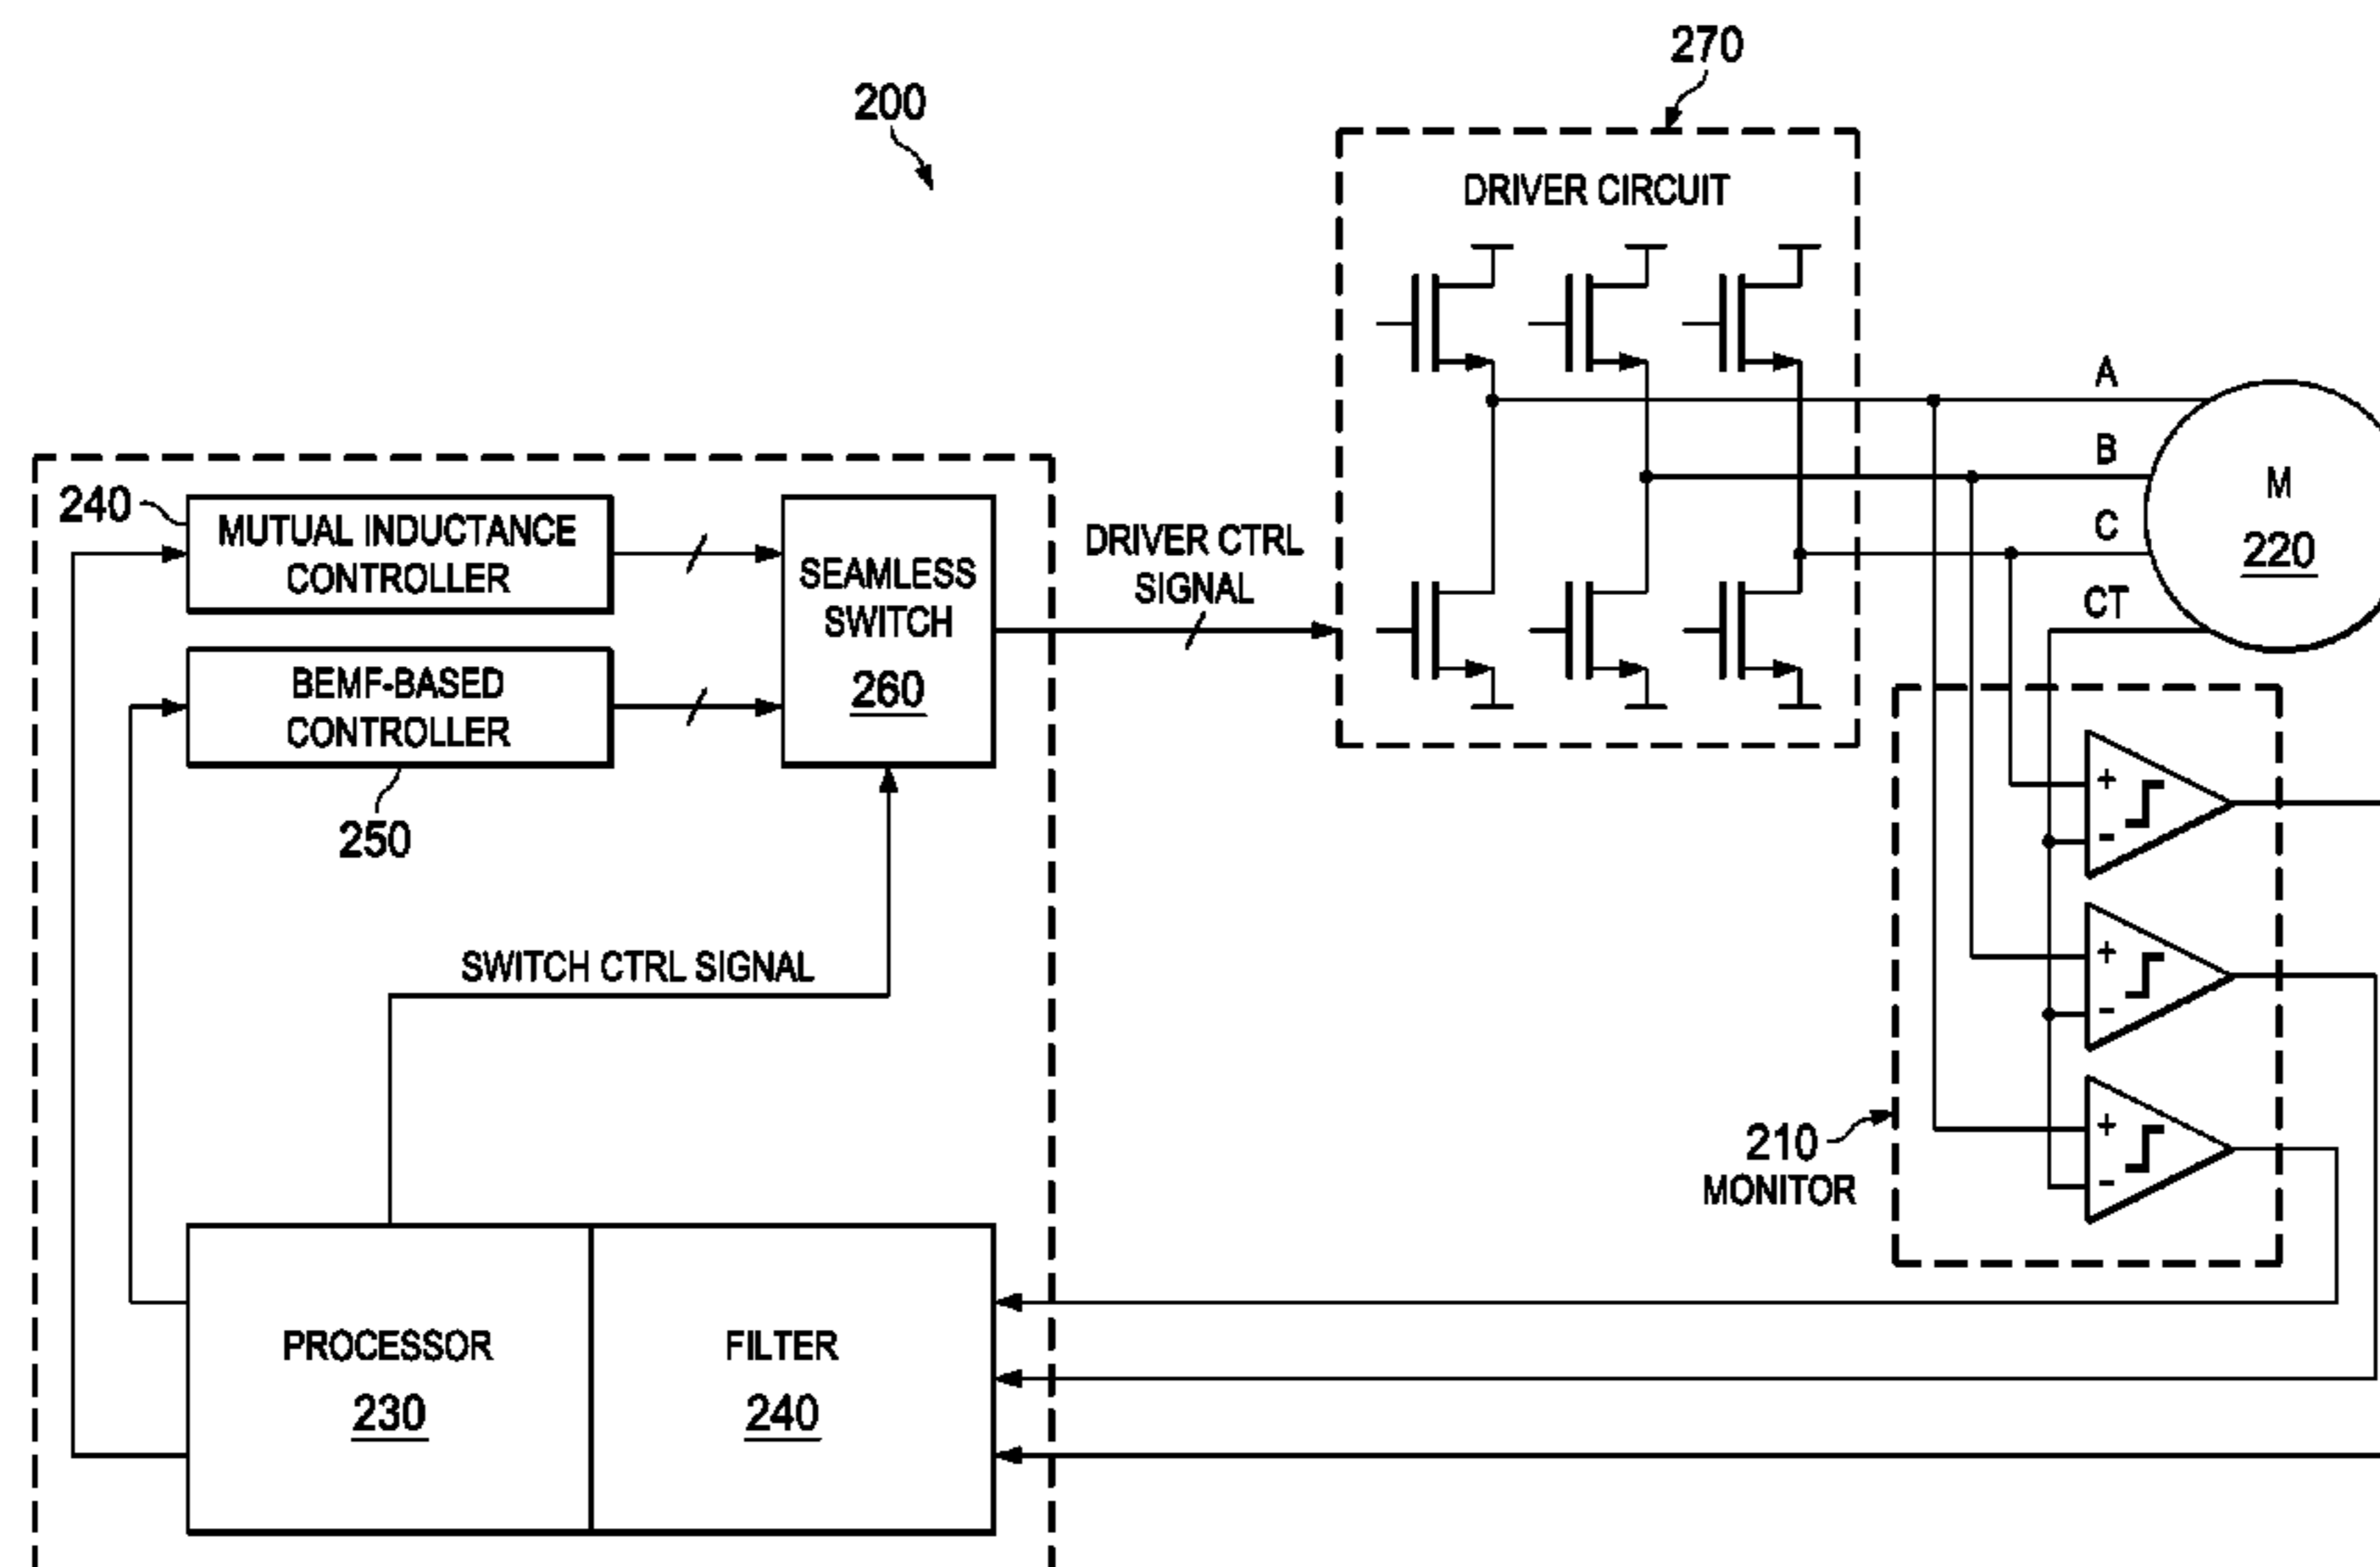 270
200
DRIVER CIRCUIT
A
B
C
CT
M
220
240
MUTUAL INDUCTANCE
CONTROLLER
SEAMLESS
SWITCH
260
DRIVER CTRL
SIGNAL
BEMF-BASED
CONTROLLER
250
+
-
SWITCH CTRL SIGNAL
+
-
+
-
210
MONITOR
PROCESSOR
230
FILTER
240